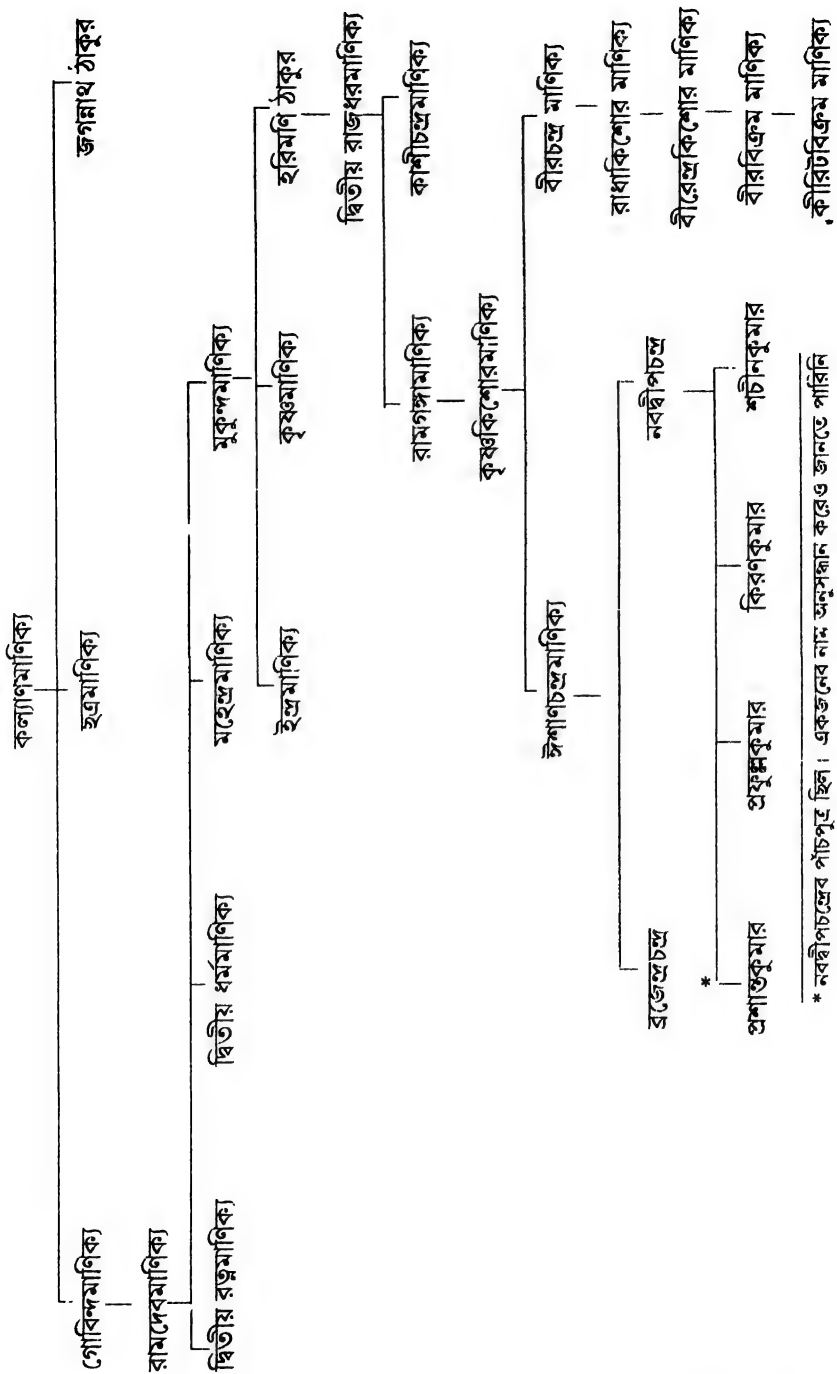 কল্যাণমাণিক্য
গোবিন্দমাণিক্য ছত্রমাণিক্য জগন্নাথ ঠাকুর
রামদেবমাণিক্য
দ্বিতীয় রত্নমাণিক্য দ্বিতীয় ধর্মমাণিক্য মহেন্দ্রমাণিক্য মুকুন্দমাণিক্য
ইন্দ্রমাণিক্য কৃষ্ণমাণিক্য হরিমণি ঠাকুর
দ্বিতীয় রাজধরমাণিক্য
রামগঙ্গামাণিক্য কাশীচন্দ্রমাণিক্য
কৃষ্ণকিশোরমাণিক্য
ঈশাণচন্দ্রমাণিক্য বীরচন্দ্র মাণিক্য
রাধাকিশোর মাণিক্য
ব্রজেন্দ্রচন্দ্র নবদ্বীপচন্দ্র
বীরেন্দ্রকিশোর মাণিক্য
* প্রশান্তকুমার প্রফুল্লকুমার কিরণকুমার শচীনকুমার
বীরবিক্রম মাণিক্য
কীরিটবিক্রম মাণিক্য
* নবদ্বীপচন্দ্রের পাঁচপুত্র ছিল। একজনের নাম অনুসন্ধান করেও জানতে পারিনি